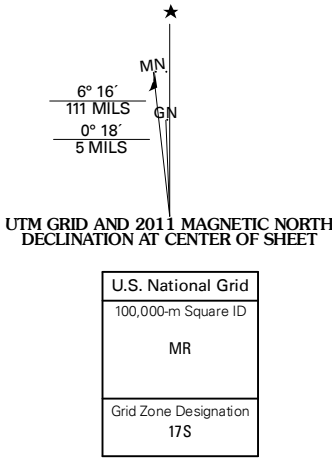 MN
6° 16´
111 MILS
GN
0° 18´
5 MILS
UTM GRID AND 2011 MAGNETIC NORTH
DECLINATION AT CENTER OF SHEET
U.S. National Grid
100,000-m Square ID
MR
Grid Zone Designation
17S